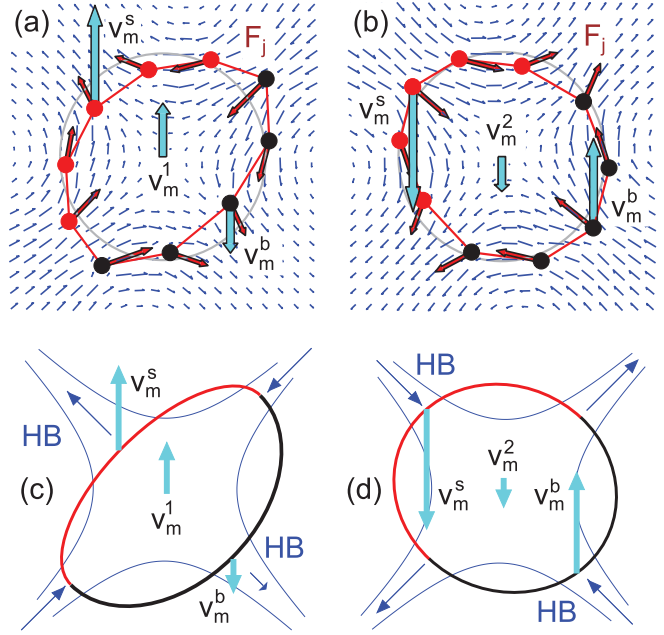 (a) v_m^s F_j
v_m^1
v_m^b
(b) F_j
v_m^s v_m^2
v_m^b
HB v_m^s
(c) v_m^1
HB
v_m^b
HB
(d) v_m^s v_m^2 v_m^b
HB